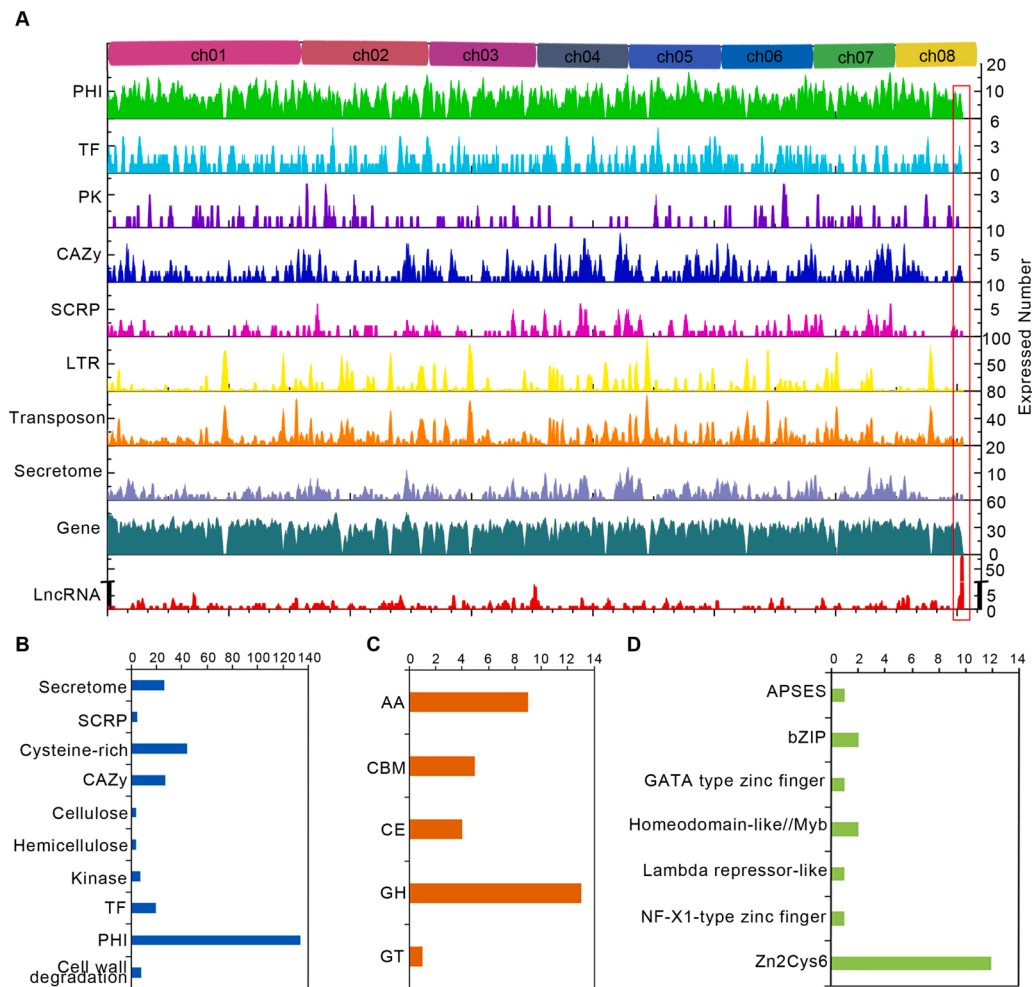 A
ch01 ch02 ch03 ch04 ch05 ch06 ch07 ch08
20
PHI 10
6
TF 3
0
PK 3
10
CAZy 5
10
SCRP 5
100
LTR 50
80
Transposon 40
20
Secretome 10
60
Gene 30
0
50
LncRNA 5
0
Expressed Number
B
0 20 40 60 80 100 120 140
Secretome
SCRP
Cysteine-rich
CAZy
Cellulose
Hemicellulose
Kinase
TF
PHI
Cell wall
degradation
C
0 2 4 6 8 10 12 14
AA
CBM
CE
GH
GT
D
0 2 4 6 8 10 12 14
APSES
bZIP
GATA type zinc finger
Homeodomain-like//Myb
Lambda repressor-like
NF-X1-type zinc finger
Zn2Cys6